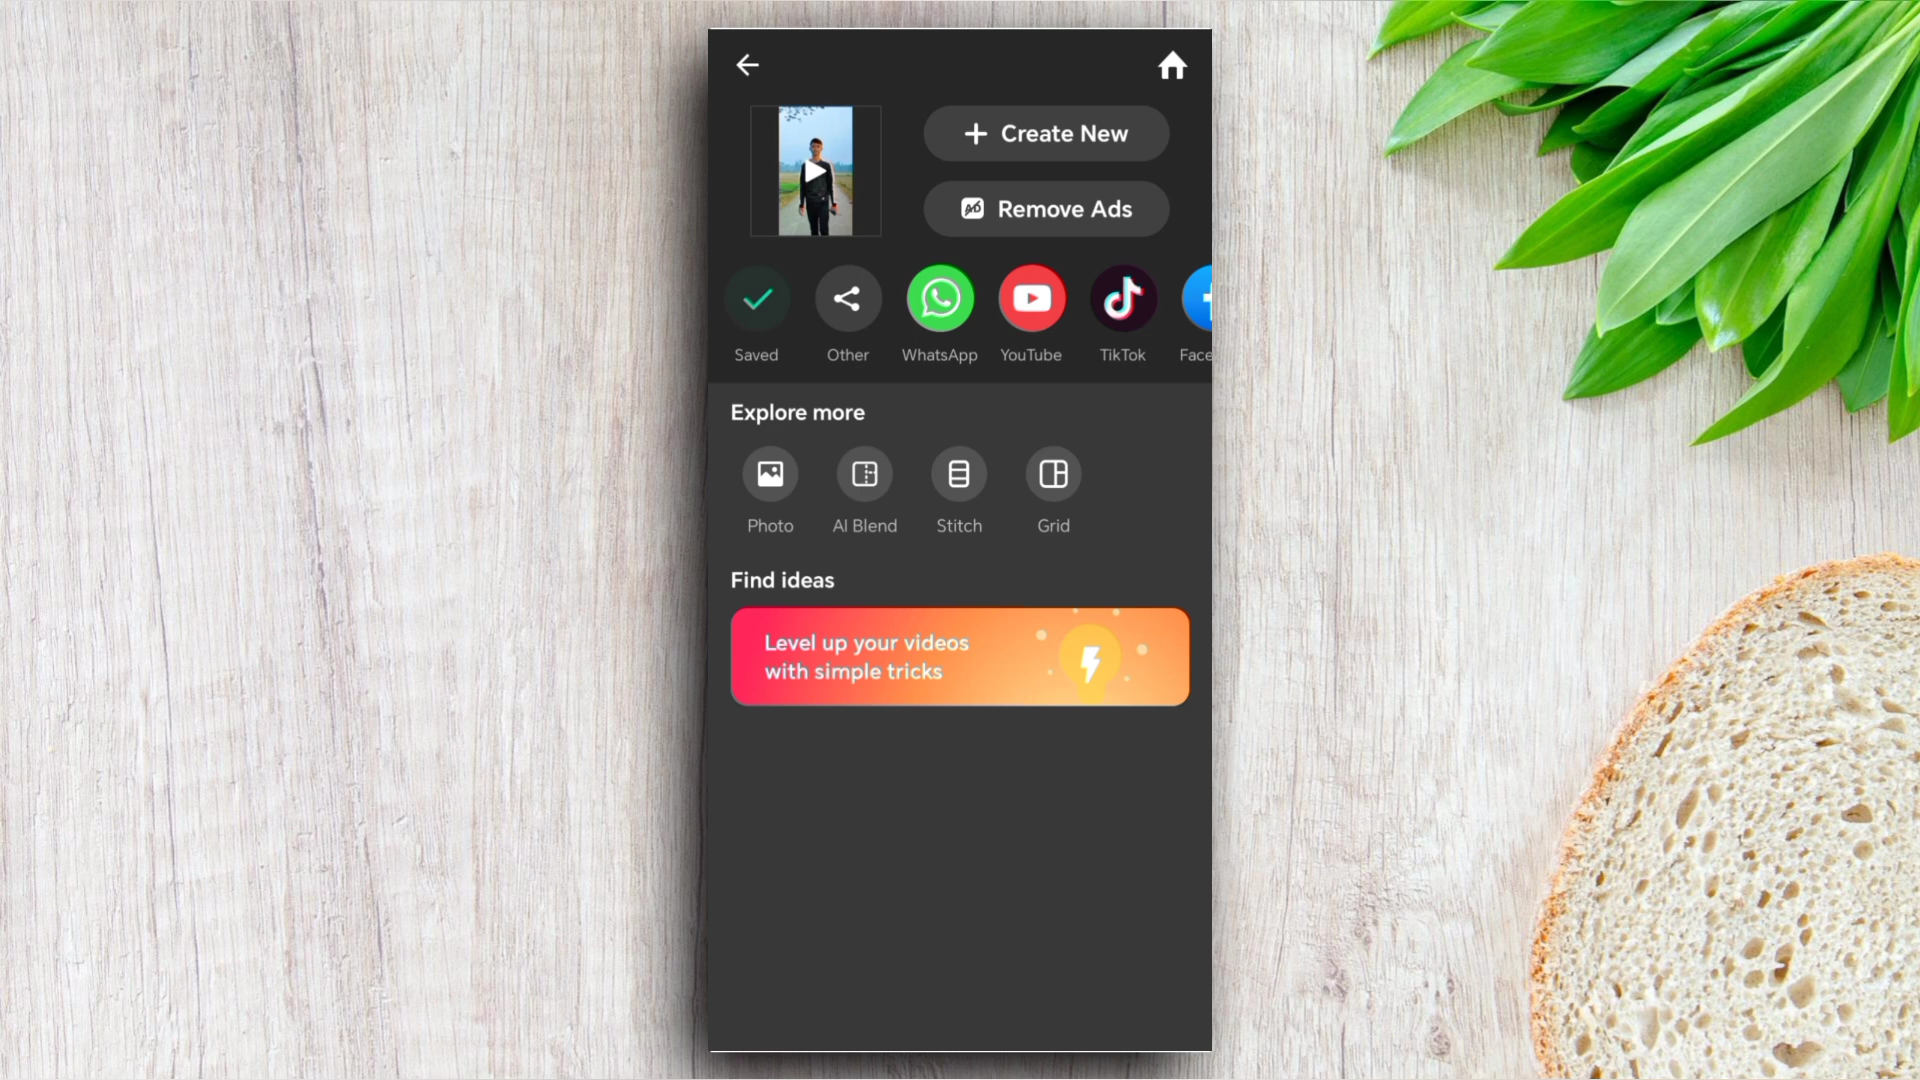 Create New
AD
Remove Ads
Saved
Other
WhatsApp
YouTube
TikTok
Face
Explore more
Photo
AI Blend
Stitch
Grid
Find ideas
Level up your videos
with simple tricks